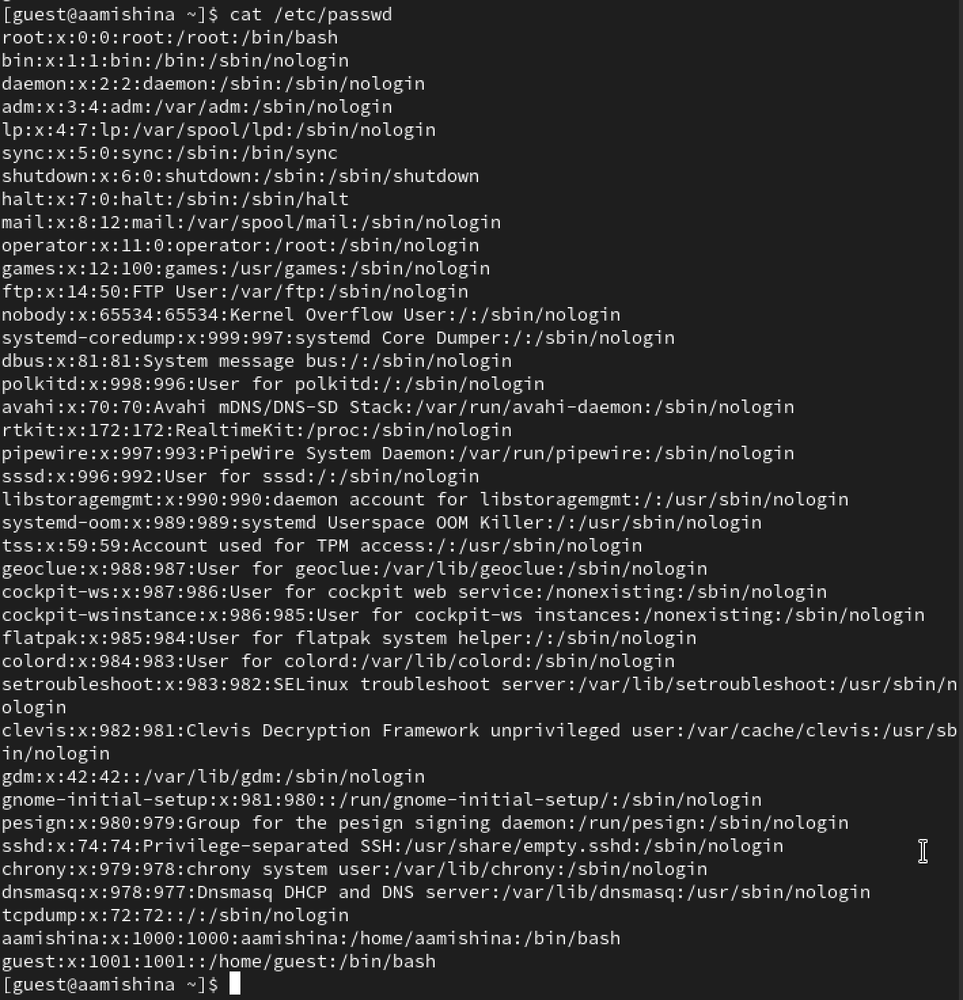 [guest@aamishina ~]$ cat /etc/passwd
root:x:0:0:root:/root:/bin/bash
bin:x:1:1:bin:/bin:/sbin/nologin
daemon:x:2:2:daemon:/sbin:/sbin/nologin
adm:x:3:4:adm:/var/adm:/sbin/nologin
lp:x:4:7:lp:/var/spool/lpd:/sbin/nologin
sync:x:5:0:sync:/sbin:/bin/sync
shutdown:x:6:0:shutdown:/sbin:/sbin/shutdown
halt:x:7:0:halt:/sbin:/sbin/halt
mail:x:8:12:mail:/var/spool/mail:/sbin/nologin
operator:x:11:0:operator:/root:/sbin/nologin
games:x:12:100:games:/usr/games:/sbin/nologin
ftp:x:14:50:FTP User:/var/ftp:/sbin/nologin
nobody:x:65534:65534:Kernel Overflow User:/:/sbin/nologin
systemd-coredump:x:999:997:systemd Core Dumper:/:/sbin/nologin
dbus:x:81:81:System message bus:/:/sbin/nologin
polkitd:x:998:996:User for polkitd:/:/sbin/nologin
avahi:x:70:70:Avahi mDNS/DNS-SD Stack:/var/run/avahi-daemon:/sbin/nologin
rtkit:x:172:172:RealtimeKit:/proc:/sbin/nologin
pipewire:x:997:993:PipeWire System Daemon:/var/run/pipewire:/sbin/nologin
sssd:x:996:992:User for sssd:/:/sbin/nologin
libstoragemgmt:x:990:990:daemon account for libstoragemgmt:/:/usr/sbin/nologin
systemd-oom:x:989:989:systemd Userspace OOM Killer:/:/usr/sbin/nologin
tss:x:59:59:Account used for TPM access:/:/usr/sbin/nologin
geoclue:x:988:987:User for geoclue:/var/lib/geoclue:/sbin/nologin
cockpit-ws:x:987:986:User for cockpit web service:/nonexisting:/sbin/nologin
cockpit-wsinstance:x:986:985:User for cockpit-ws instances:/nonexisting:/sbin/nologin
flatpak:x:985:984:User for flatpak system helper:/:/sbin/nologin
colord:x:984:983:User for colord:/var/lib/colord:/sbin/nologin
setroubleshoot:x:983:982:SELinux troubleshoot server:/var/lib/setroubleshoot:/usr/sbin/n
ologin
clevis:x:982:981:Clevis Decryption Framework unprivileged user:/var/cache/clevis:/usr/sb
in/nologin
gdm:x:42:42::/var/lib/gdm:/sbin/nologin
gnome-initial-setup:x:981:980::/run/gnome-initial-setup/:/sbin/nologin
pesign:x:980:979:Group for the pesign signing daemon:/run/pesign:/sbin/nologin
sshd:x:74:74:Privilege-separated SSH:/usr/share/empty.sshd:/sbin/nologin
chrony:x:979:978:chrony system user:/var/lib/chrony:/sbin/nologin
dnsmasq:x:978:977:Dnsmasq DHCP and DNS server:/var/lib/dnsmasq:/usr/sbin/nologin
tcpdump:x:72:72::/:/sbin/nologin
aamishina:x:1000:1000:aamishina:/home/aamishina:/bin/bash
guest:x:1001:1001::/home/guest:/bin/bash
[guest@aamishina ~]$